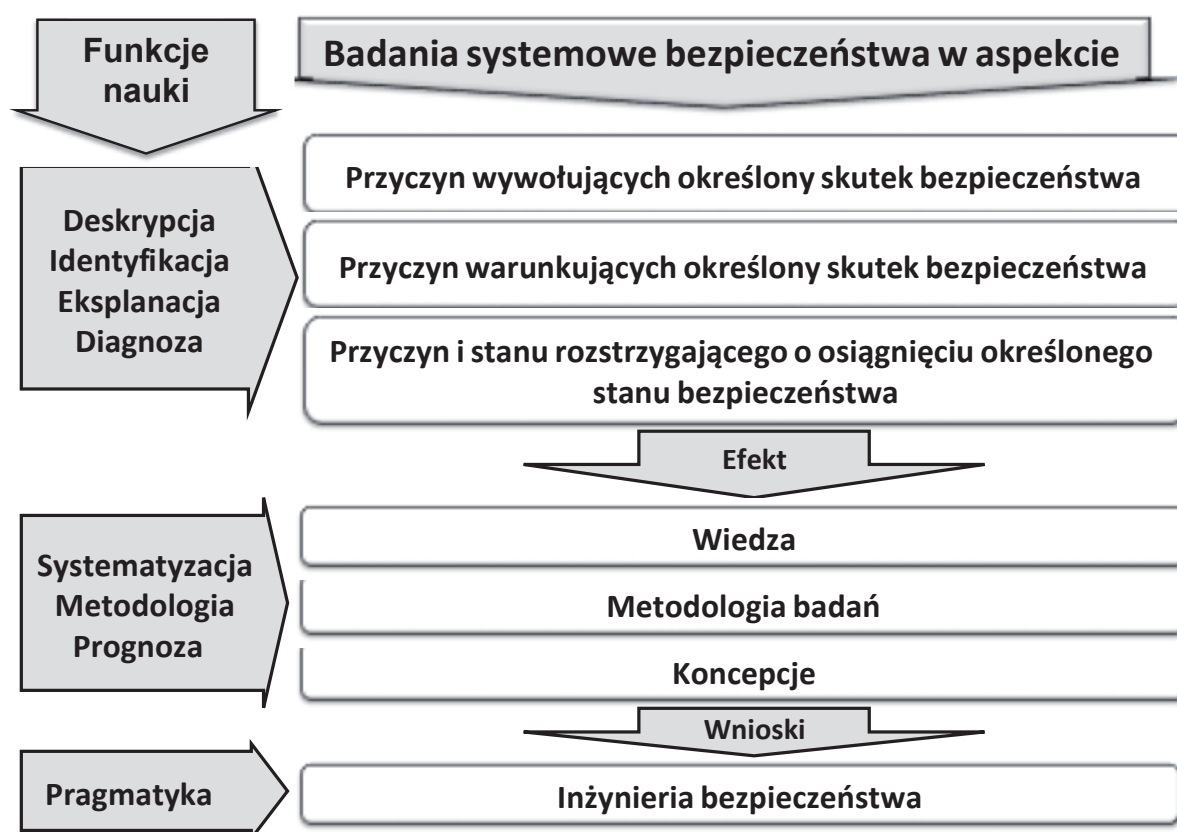 Funkcje
nauki
Badania systemowe bezpieczeństwa w aspekcie
Deskrypcja
Identyfikacja
Eksplanacja
Diagnoza
Przyczyn wywołujących określony skutek bezpieczeństwa
Przyczyn warunkujących określony skutek bezpieczeństwa
Przyczyn i stanu rozstrzygającego o osiągnięciu określonego
stanu bezpieczeństwa
Efekt
Systematyzacja
Metodologia
Prognoza
Wiedza
Metodologia badań
Koncepcje
Wnioski
Pragmatyka
Inżynieria bezpieczeństwa